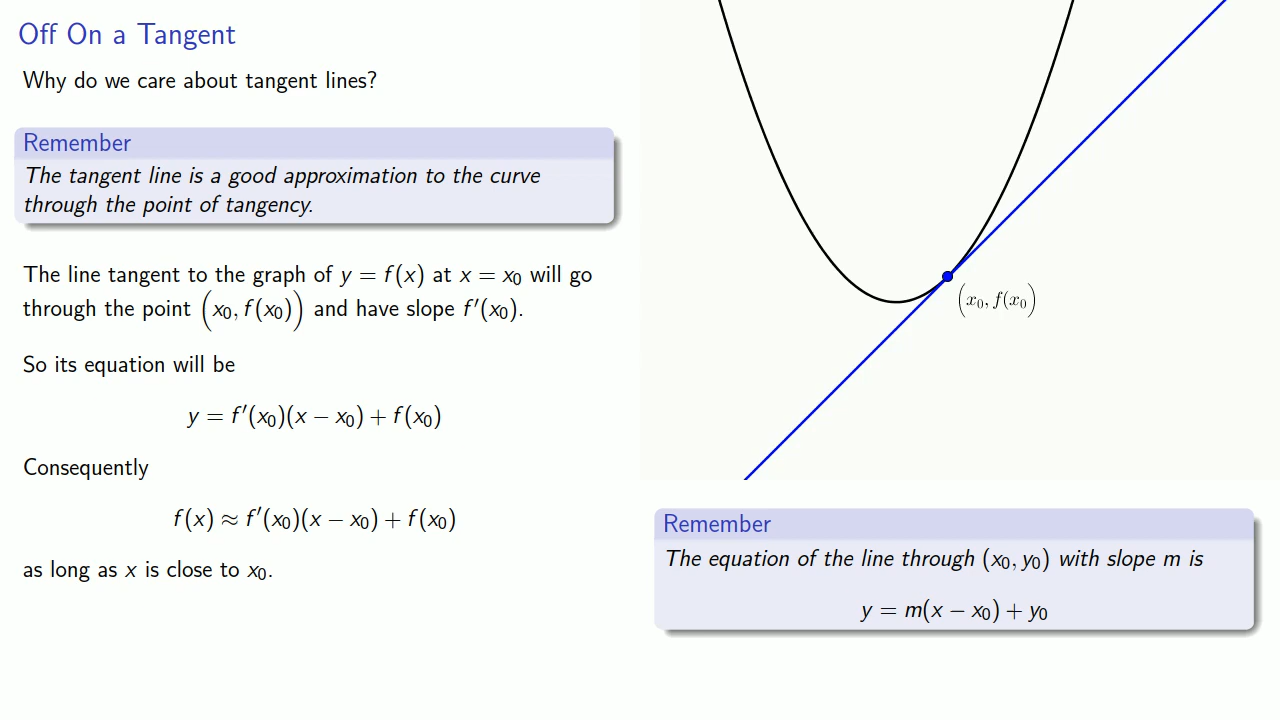 Off On a Tangent
Why do we care about tangent lines?
Remember
The tangent line is a good approximation to the curve
through the point of tangency.
The line tangent to the graph of y = f(x) at x = x₀ will go
through the point (x₀, f(x₀)) and have slope f′(x₀).
So its equation will be
y = f′(x₀)(x − x₀) + f(x₀)
Consequently
f(x) ≈ f′(x₀)(x − x₀) + f(x₀)
as long as x is close to x₀.
(x₀, f(x₀)
Remember
The equation of the line through (x₀, y₀) with slope m is
y = m(x − x₀) + y₀